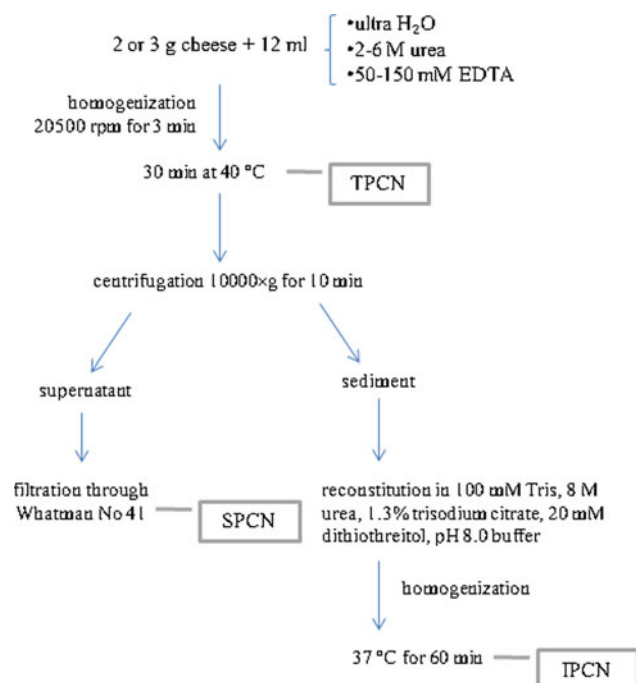 2 or 3 g cheese + 12 ml
•ultra H₂O
•2-6 M urea
•50-150 mM EDTA
homogenization
20500 rpm for 3 min
30 min at 40 °C
TPCN
centrifugation 10000×g for 10 min
supernatant
sediment
filtration through
Whatman No 41
SPCN
reconstitution in 100 mM Tris, 8 M
urea, 1.3% trisodium citrate, 20 mM
dithiothreitol, pH 8.0 buffer
homogenization
37 °C for 60 min
IPCN